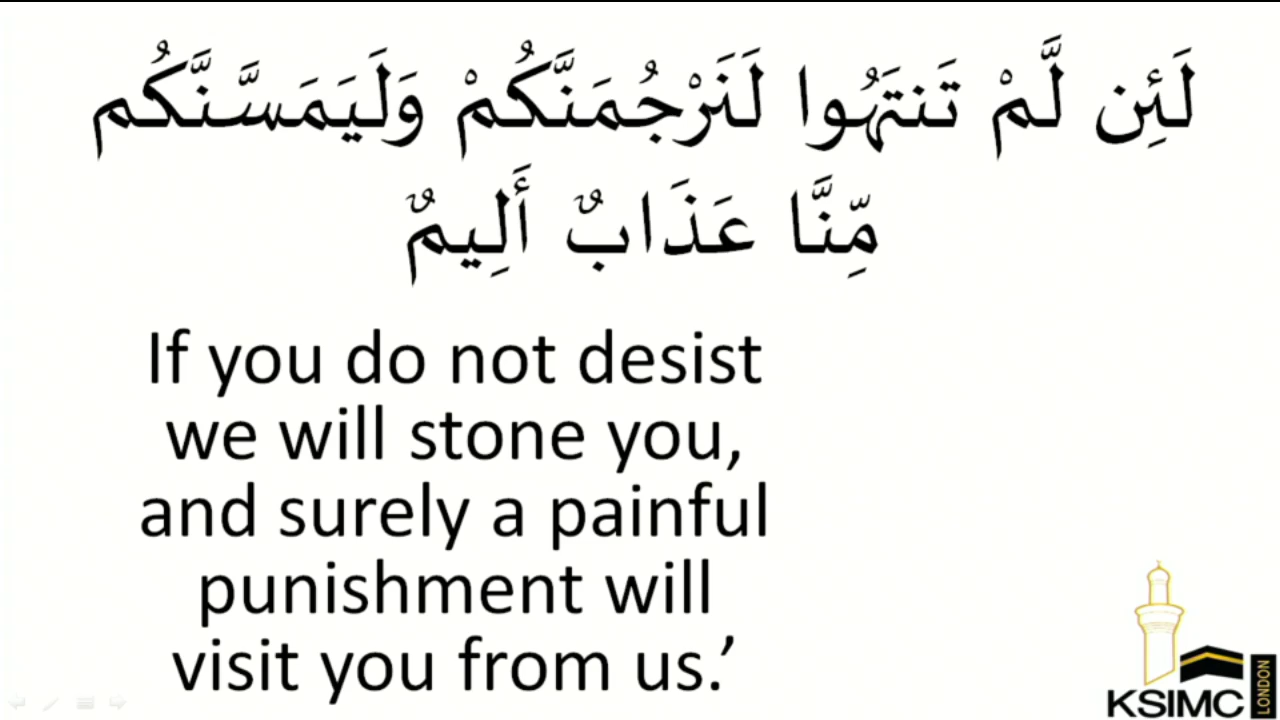 لَئِن لَّمْ تَنتَهُوا لَنَرْجُمَنَّكُمْ وَلَيَمَسَّنَّكُم
مِّنَّا عَذَابٌ أَلِيمٌ
If you do not desist
we will stone you,
and surely a painful
punishment will
visit you from us.’
KSIMC
LONDON